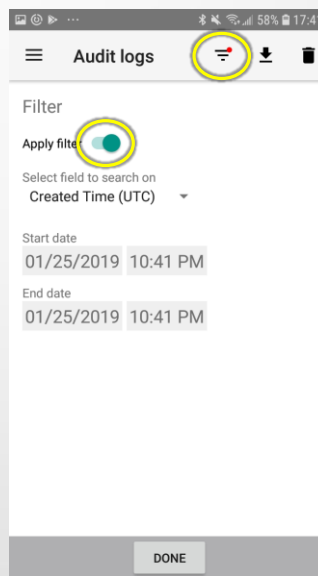 58% 17:41
Audit logs
Filter
Apply filter
Select field to search on
Created Time (UTC)
Start date
01/25/2019 10:41 PM
End date
01/25/2019 10:41 PM
DONE